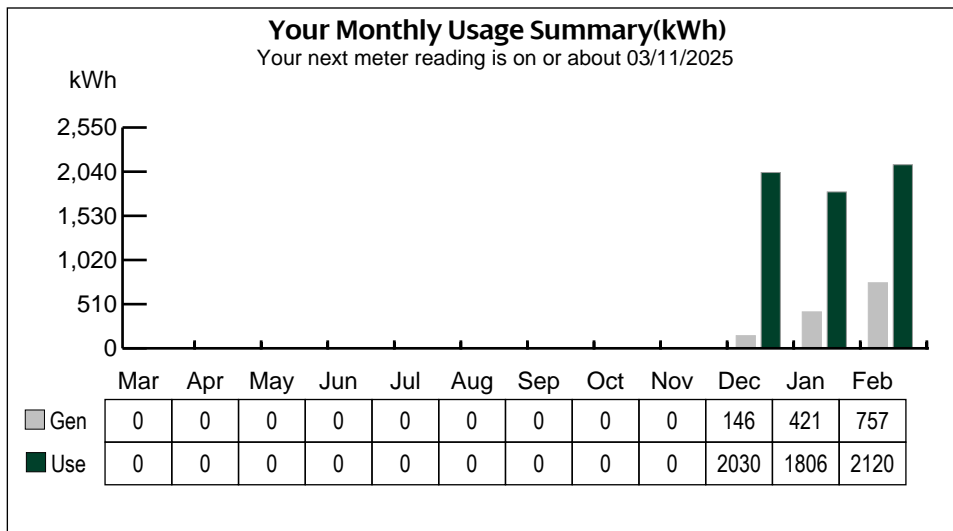 Your Monthly Usage Summary(kWh)
Your next meter reading is on or about 03/11/2025
kWh
2,550
2,040
1,530
1,020
510
0
Mar Apr May Jun Jul Aug Sep Oct Nov Dec Jan Feb
Gen 0 0 0 0 0 0 0 0 0 146 421 757
Use 0 0 0 0 0 0 0 0 0 2030 1806 2120